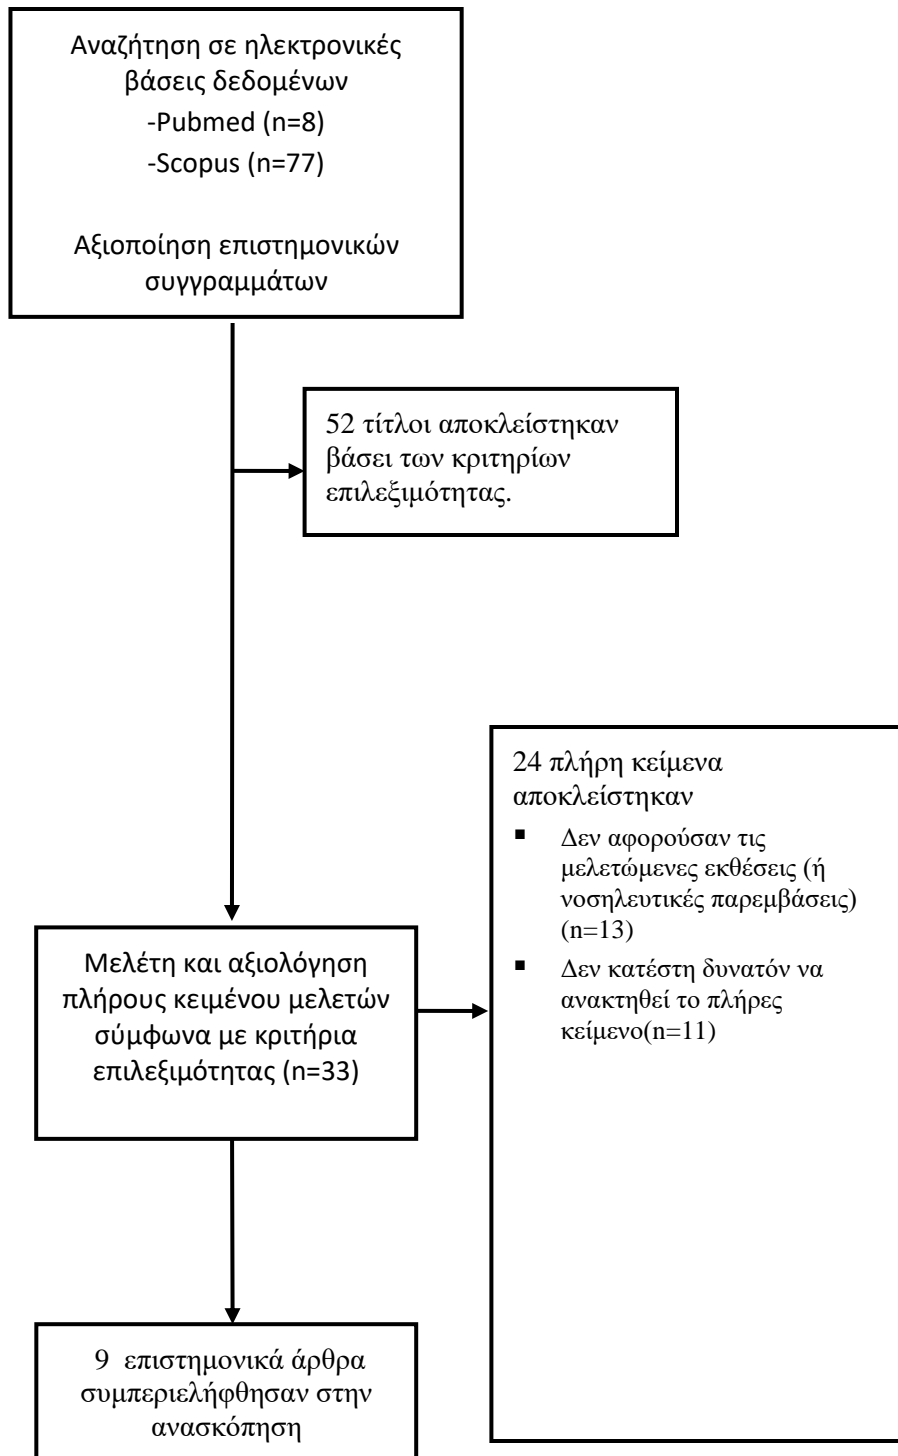 Αναζήτηση σε ηλεκτρονικές
βάσεις δεδομένων
-Pubmed (n=8)
-Scopus (n=77)
Αξιοποίηση επιστημονικών
συγγραμμάτων
52 τίτλοι αποκλείστηκαν
βάσει των κριτηρίων
επιλεξιμότητας.
24 πλήρη κείμενα
αποκλείστηκαν
▪ Δεν αφορούσαν τις
μελετώμενες εκθέσεις (ή
νοσηλευτικές παρεμβάσεις)
(n=13)
▪ Δεν κατέστη δυνατόν να
ανακτηθεί το πλήρες
κείμενο(n=11)
Μελέτη και αξιολόγηση
πλήρους κειμένου μελετών
σύμφωνα με κριτήρια
επιλεξιμότητας (n=33)
9 επιστημονικά άρθρα
συμπεριελήφθησαν στην
ανασκόπηση